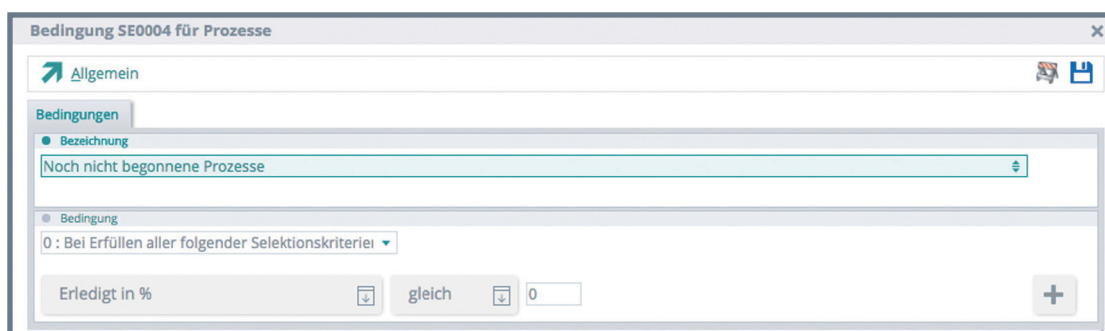 Bedingung SE0004 für Prozesse
Allgemein
Bedingungen
Bezeichnung
Noch nicht begonnene Prozesse
Bedingung
0 : Bei Erfüllen aller folgender Selektionskriterie
Erledigt in % gleich 0